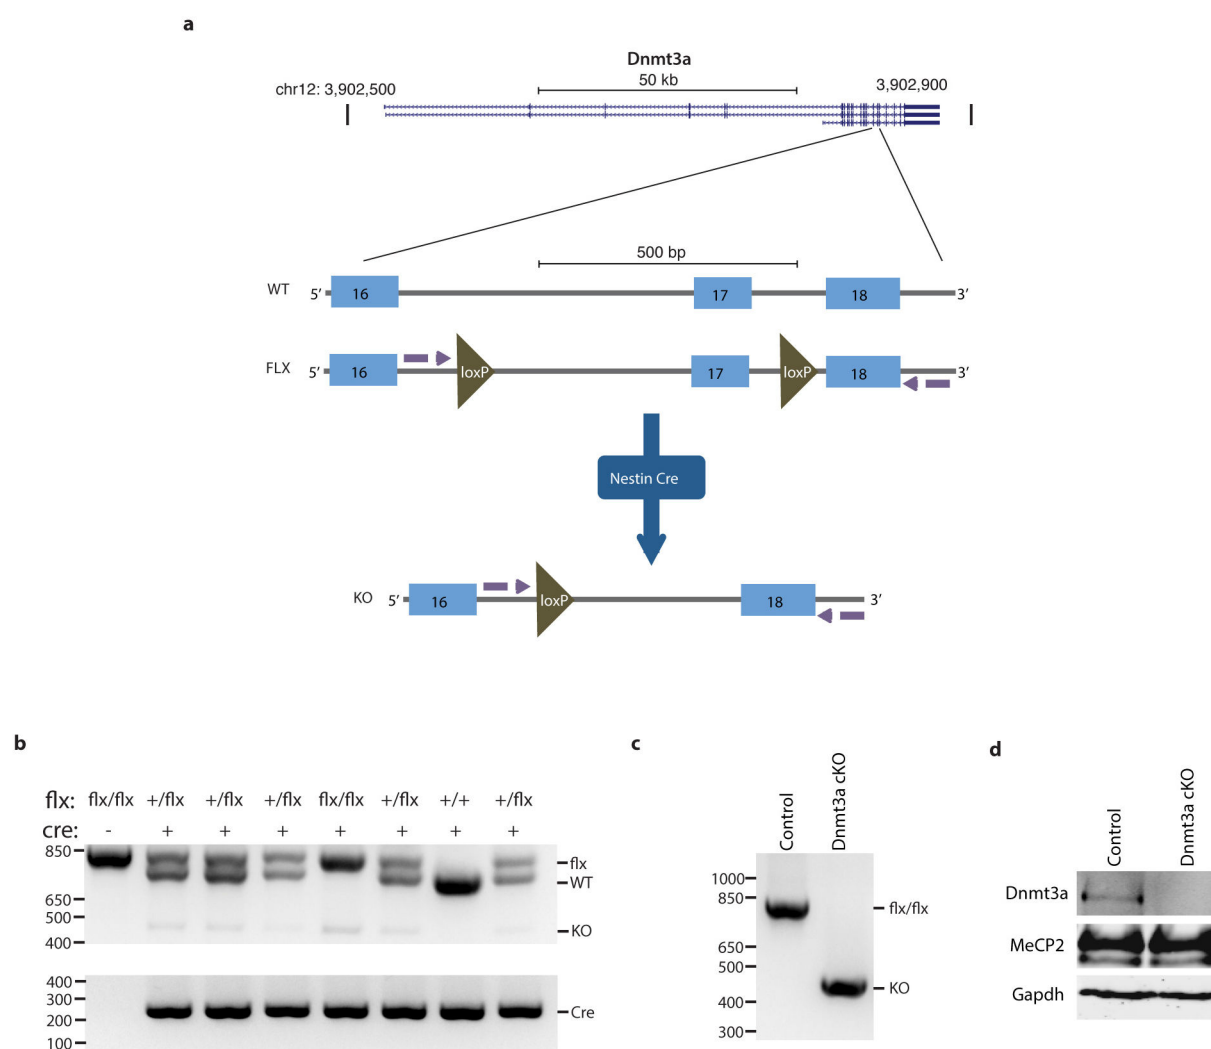 a
Dnmt3a
50 kb
chr12: 3,902,500
3,902,900
500 bp
WT 5′ 16 17 18 3′
FLX 5′ 16 loxP 17 loxP 18 3′
Nestin Cre
KO 5′ 16 loxP 18 3′
b
flx: flx/flx +/flx +/flx +/flx flx/flx +/flx +/+ +/flx
cre: - + + + + + + +
850
650
500
400
flx
WT
KO
400
300
200
100
Cre
c
Control
Dnmt3a cKO
1000
850
650
500
400
300
flx/flx
KO
d
Control
Dnmt3a cKO
Dnmt3a
MeCP2
Gapdh